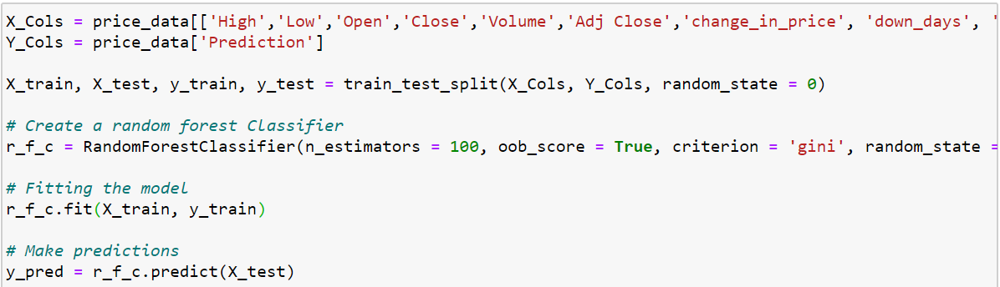 X_Cols = price_data[['High','Low','Open','Close','Volume','Adj Close','change_in_price', 'down_days', '
Y_Cols = price_data['Prediction']
X_train, X_test, y_train, y_test = train_test_split(X_Cols, Y_Cols, random_state = 0)
# Create a random forest Classifier
r_f_c = RandomForestClassifier(n_estimators = 100, oob_score = True, criterion = 'gini', random_state =
# Fitting the model
r_f_c.fit(X_train, y_train)
# Make predictions
y_pred = r_f_c.predict(X_test)